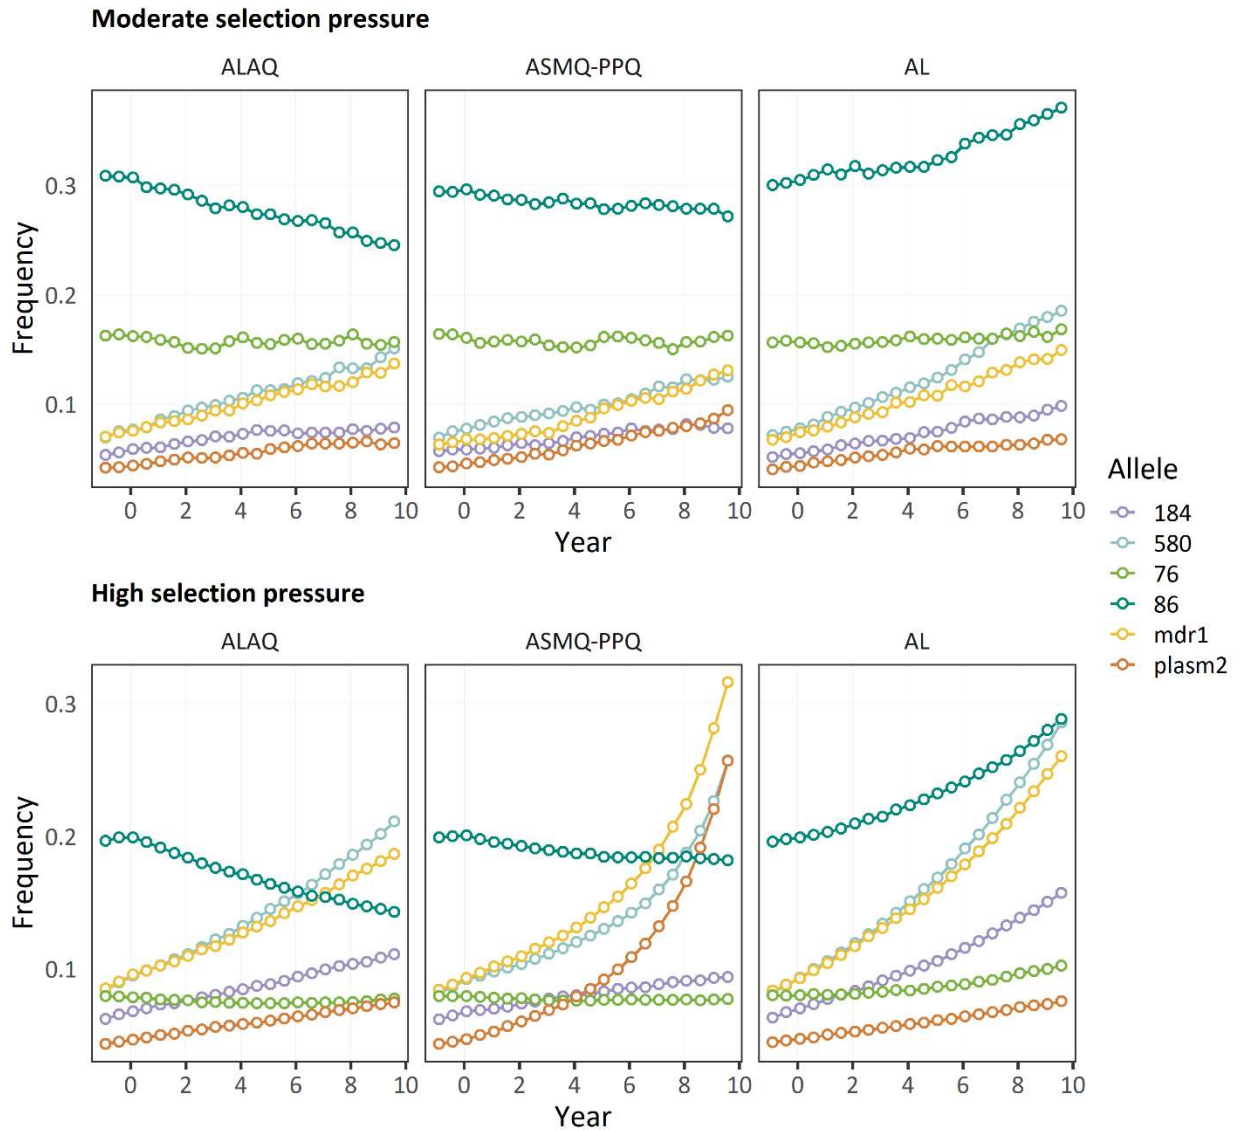 Moderate selection pressure
ALAQ ASMQ-PPQ AL
Frequency
0.3
0.2
0.1
0 2 4 6 8 10 0 2 4 6 8 10 0 2 4 6 8 10
Year
High selection pressure
ALAQ ASMQ-PPQ AL
Frequency
0.3
0.2
0.1
0 2 4 6 8 10 0 2 4 6 8 10 0 2 4 6 8 10
Year
Allele
184
580
76
86
mdr1
plasm2